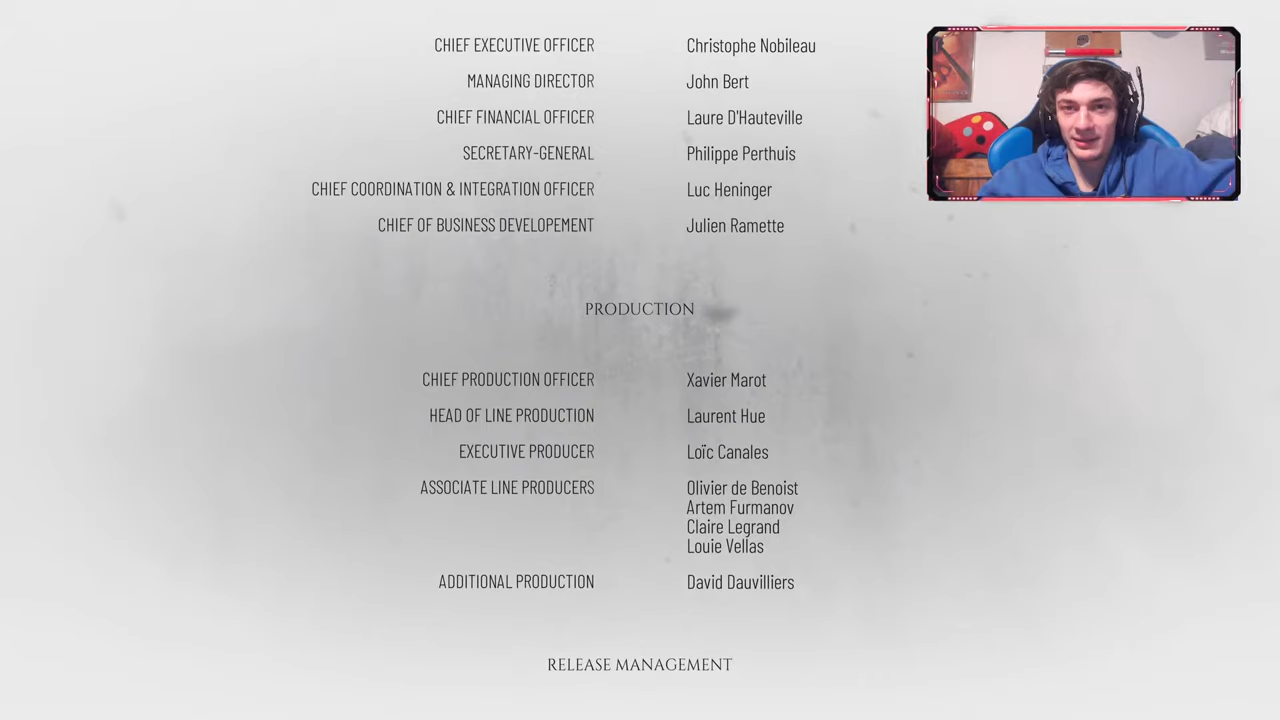 CHIEF EXECUTIVE OFFICER Christophe Nobileau
MANAGING DIRECTOR John Bert
CHIEF FINANCIAL OFFICER Laure D'Hauteville
SECRETARY-GENERAL Philippe Perthuis
CHIEF COORDINATION & INTEGRATION OFFICER Luc Heninger
CHIEF OF BUSINESS DEVELOPEMENT Julien Ramette
PRODUCTION
CHIEF PRODUCTION OFFICER Xavier Marot
HEAD OF LINE PRODUCTION Laurent Hue
EXECUTIVE PRODUCER Loïc Canales
ASSOCIATE LINE PRODUCERS Olivier de Benoist
Artem Furmanov
Claire Legrand
Louie Vellas
ADDITIONAL PRODUCTION David Dauvilliers
RELEASE MANAGEMENT